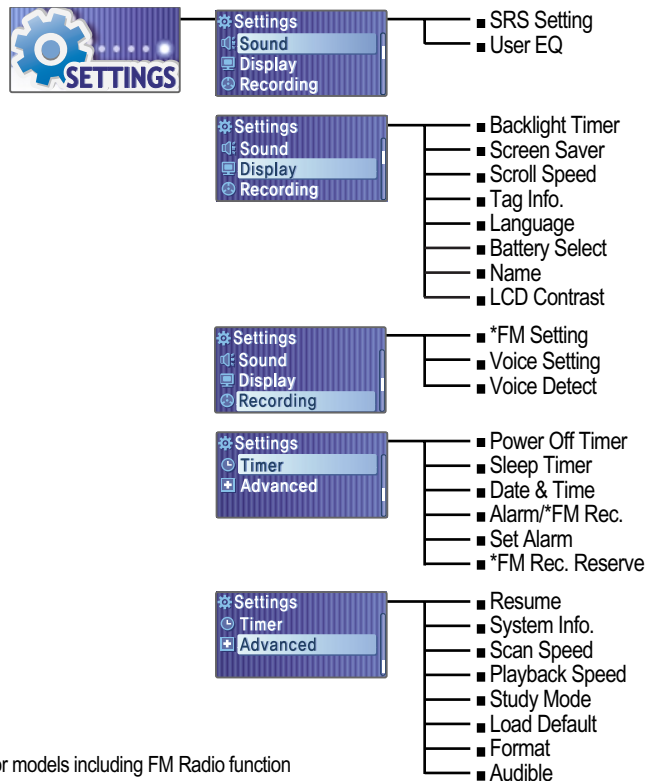 SETTINGS
Settings
Sound
Display
Recording
■ SRS Setting
■ User EQ
Settings
Sound
Display
Recording
■ Backlight Timer
■ Screen Saver
■ Scroll Speed
■ Tag Info.
■ Language
■ Battery Select
■ Name
■ LCD Contrast
Settings
Sound
Display
Recording
■ *FM Setting
■ Voice Setting
■ Voice Detect
Settings
Timer
Advanced
■ Power Off Timer
■ Sleep Timer
■ Date & Time
■ Alarm/*FM Rec.
■ Set Alarm
■ *FM Rec. Reserve
Settings
Timer
Advanced
■ Resume
■ System Info.
■ Scan Speed
■ Playback Speed
■ Study Mode
■ Load Default
■ Format
■ Audible
or models including FM Radio function